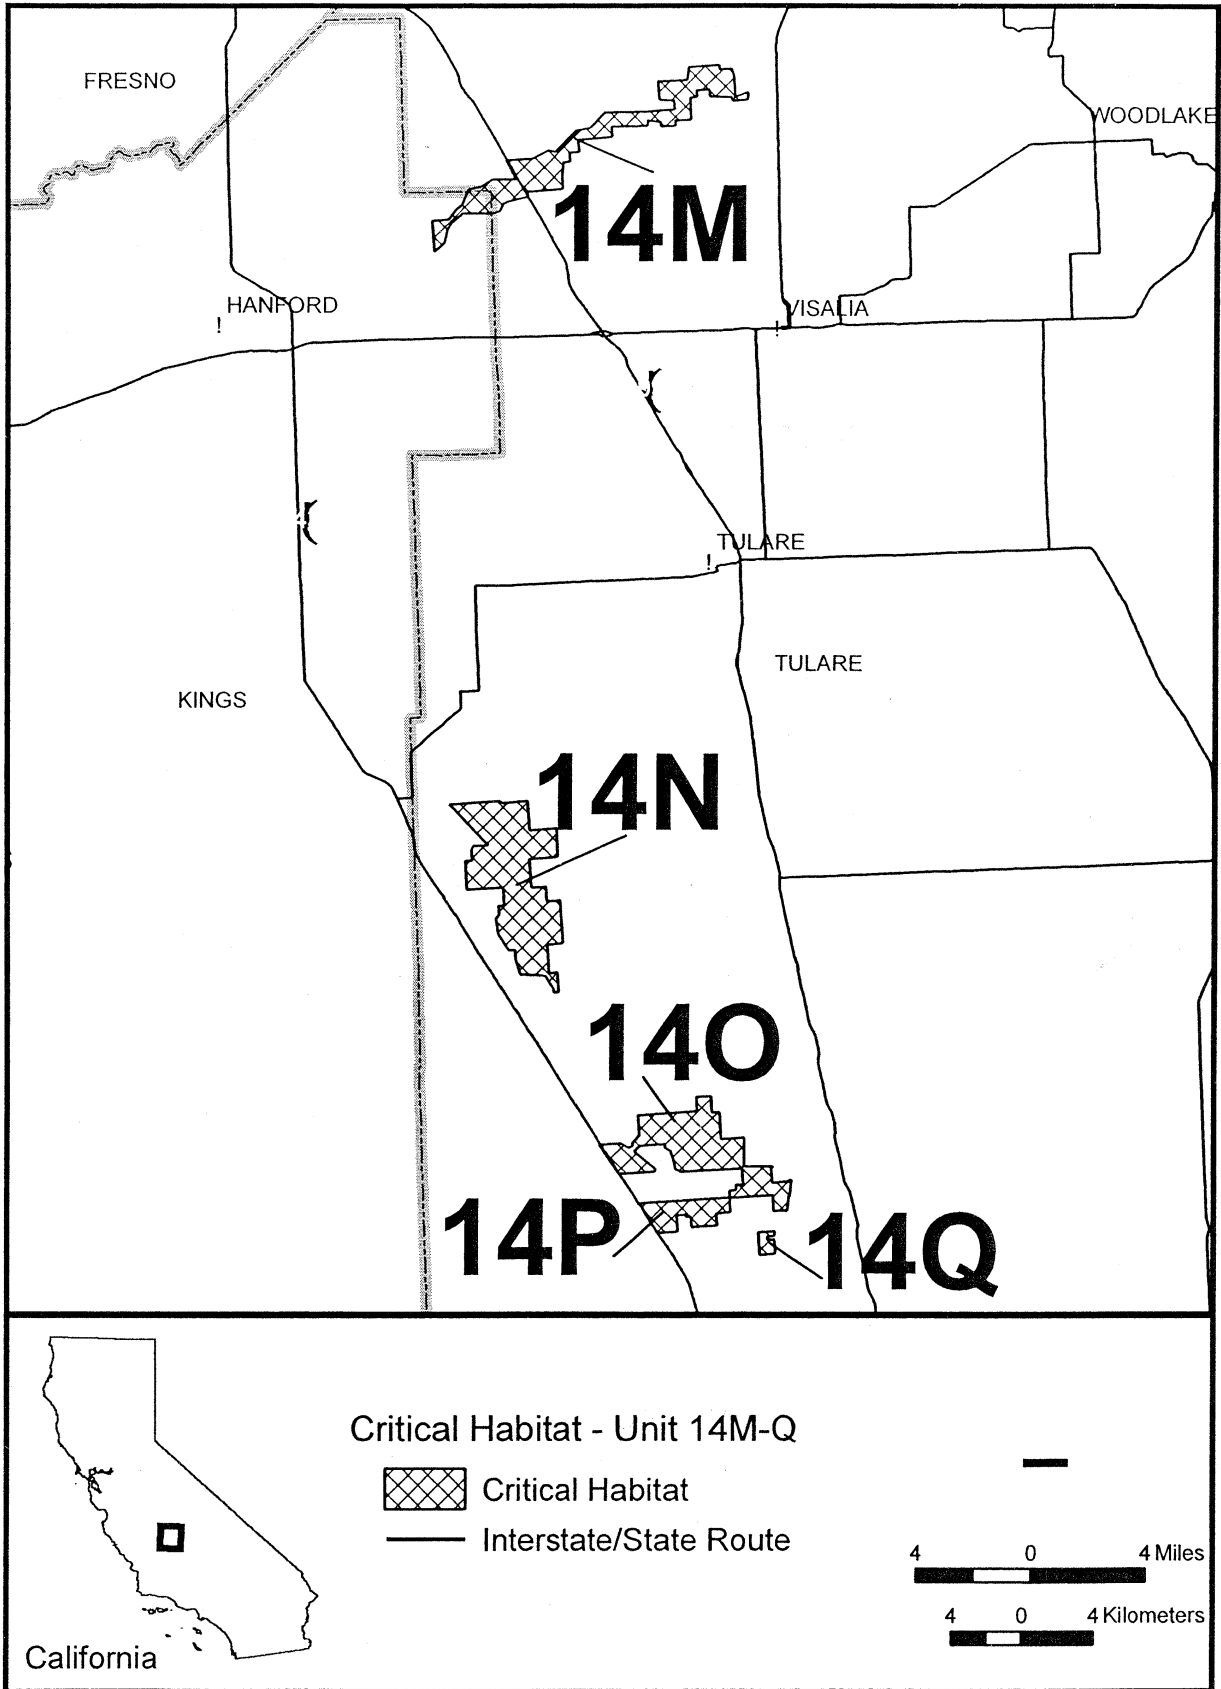 FRESNO
WOODLAKE
14M
HANFORD
!
VISALIA
!
TULARE
!
TULARE
KINGS
14N
14O
14P
14Q
Critical Habitat - Unit 14M-Q
Critical Habitat
Interstate/State Route
4 0 4 Miles
4 0 4 Kilometers
California